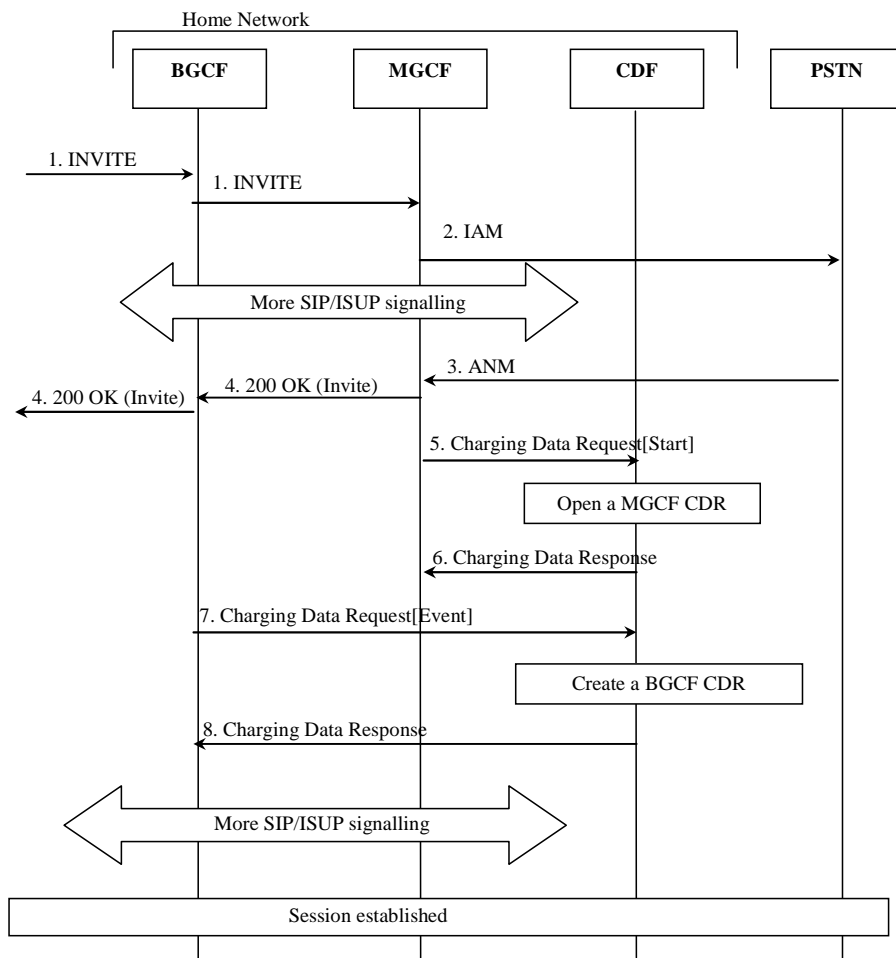 Home Network
BGCF
MGCF
CDF
PSTN
1. INVITE
1. INVITE
2. IAM
More SIP/ISUP signalling
3. ANM
4. 200 OK (Invite)
4. 200 OK (Invite)
5. Charging Data Request[Start]
Open a MGCF CDR
6. Charging Data Response
7. Charging Data Request[Event]
Create a BGCF CDR
8. Charging Data Response
More SIP/ISUP signalling
Session established